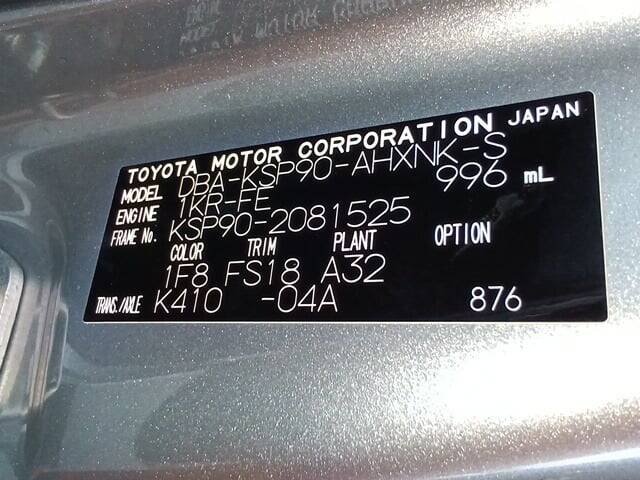 TOYOTA MOTOR CORPORATION JAPAN
MODEL DBA-KSP90-AHXNK-S
ENGINE 1KR-FE 996 mL
FRAME No. KSP90-2081525
COLOR TRIM PLANT OPTION
1F8 FS18 A32
TRANS./AXLE K410 -04A 876